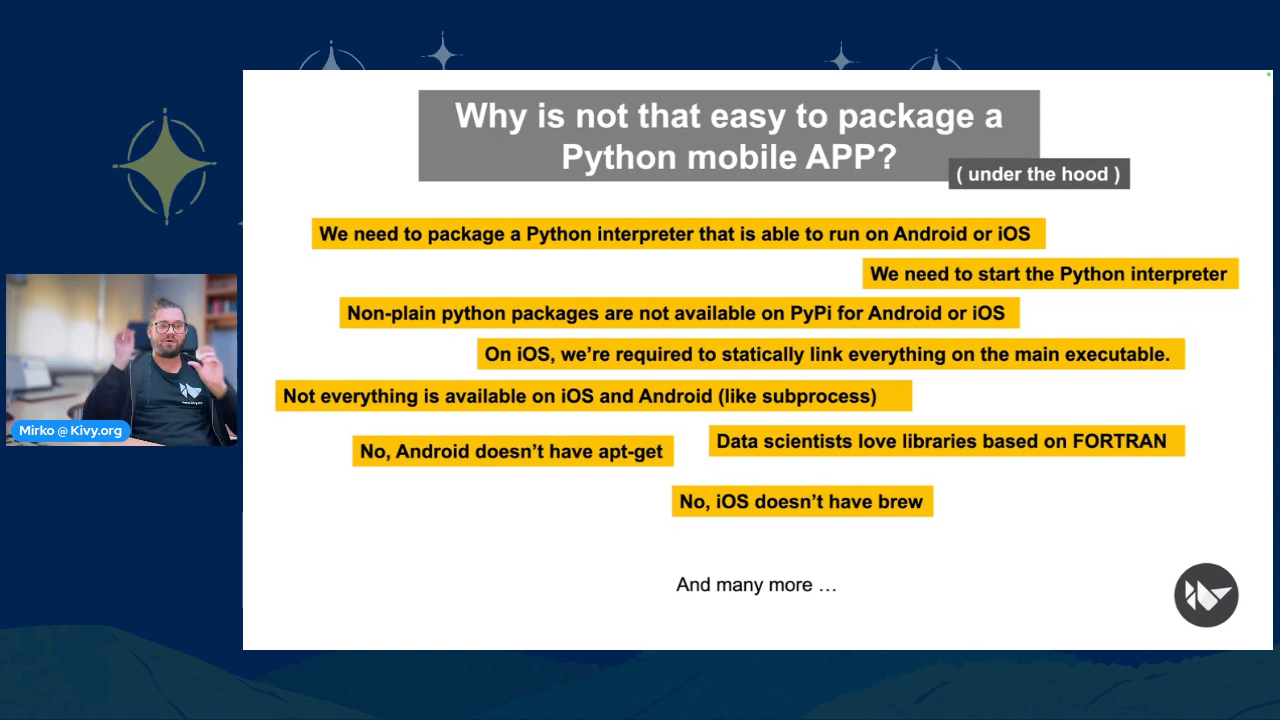 Why is not that easy to package a
Python mobile APP?
( under the hood )
We need to package a Python interpreter that is able to run on Android or iOS
We need to start the Python interpreter
Non-plain python packages are not available on PyPi for Android or iOS
On iOS, we’re required to statically link everything on the main executable.
Not everything is available on iOS and Android (like subprocess)
Data scientists love libraries based on FORTRAN
No, Android doesn’t have apt-get
No, iOS doesn’t have brew
And many more …
Mirko @ Kivy.org